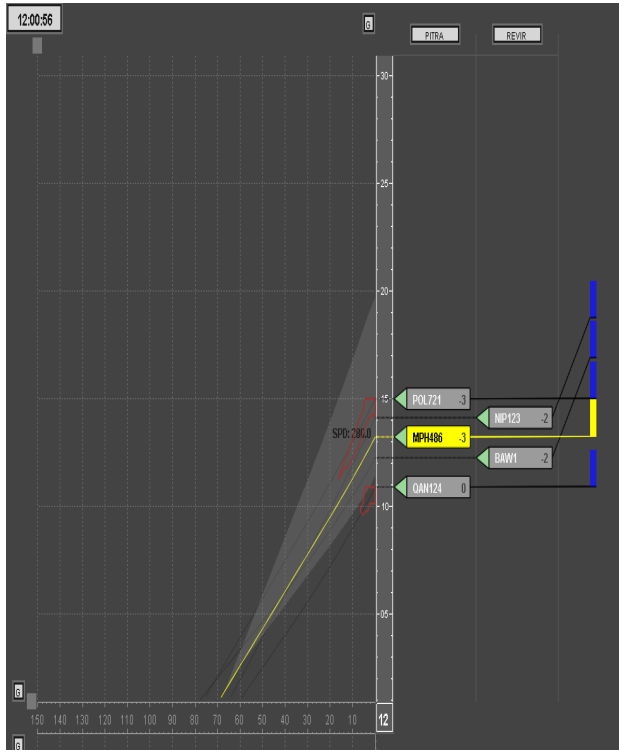 12:00:56
G
PITRA
REVIR
30
25
20
15
POL721 -3
NIP123 -2
SPD: 280.0
MPH486 -3
BAW1 -2
QAN124 0
10
05
G
150 140 130 120 110 100 90 80 70 60 50 40 30 20 10
12
G